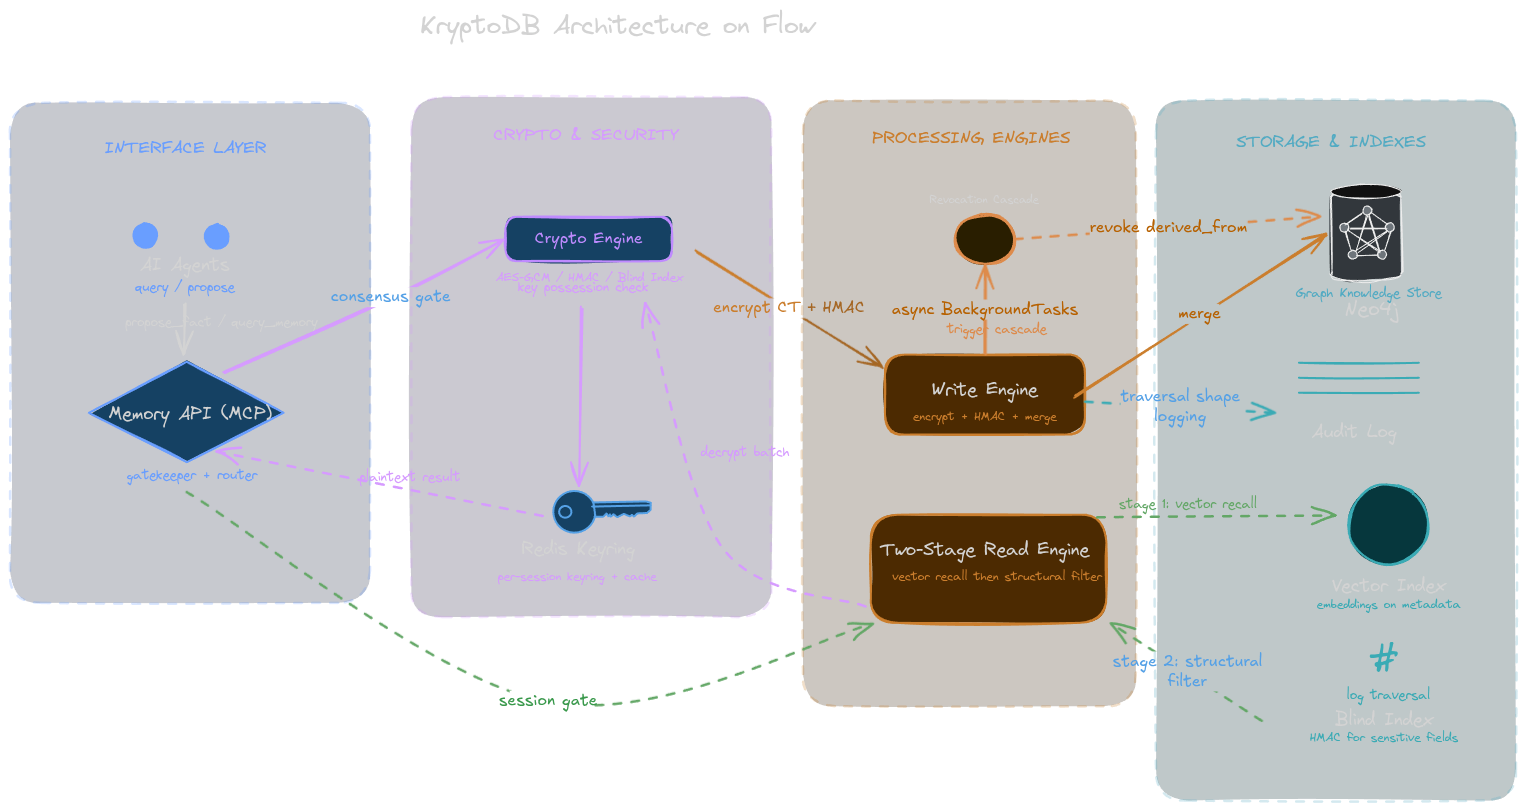 KryptoDB Architecture on Flow
INTERFACE LAYER
AI Agents
query / propose
propose_fact / query_memory
Memory API (MCP)
gatekeeper + router
consensus gate
plaintext result
session gate
CRYPTO & SECURITY
Crypto Engine
AES-GCM / HMAC / Blind Index
key possession check
Redis Keyring
per-session keyring + cache
decrypt batch
encrypt CT + HMAC
PROCESSING ENGINES
Revocation Cascade
revoke derived_from
async BackgroundTasks
trigger cascade
Write Engine
encrypt + HMAC + merge
merge
traversal shape
logging
Two-Stage Read Engine
vector recall then structural filter
stage 1: vector recall
stage 2: structural
filter
STORAGE & INDEXES
Graph Knowledge Store
Neo4j
Audit Log
Vector Index
embeddings on metadata
#
log traversal
Blind Index
HMAC for sensitive fields